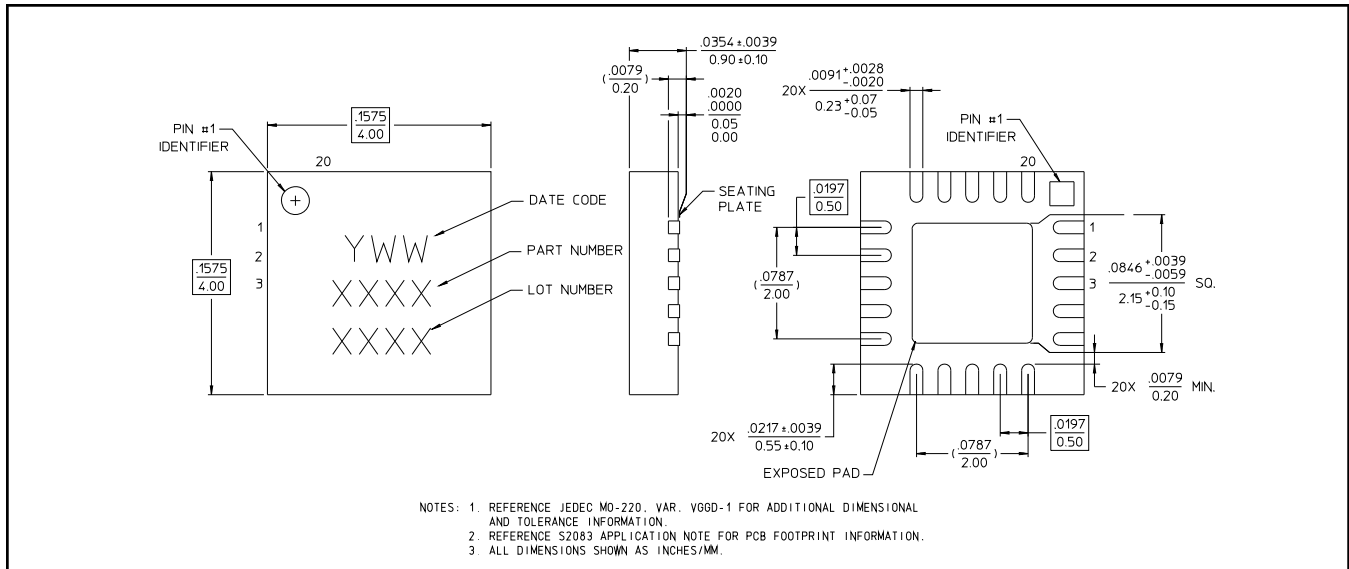 PIN #1
IDENTIFIER
.1575
4.00
20
.1575
4.00
1
2
3
YWW
XXXX
XXXX
DATE CODE
PART NUMBER
LOT NUMBER
.0354 ±.0039
0.90 ±0.10
( .0079 )
0.20
.0020
.0000
0.05
0.00
SEATING
PLATE
20X .0091 +.0028 -.0020
0.23 +0.07 -0.05
PIN #1
IDENTIFIER
20
.0197
0.50
( .0787 )
2.00
1
2
3
.0846 +.0039 -.0059 SQ.
2.15 +0.10 -0.15
20X .0079 MIN.
0.20
20X .0217 ±.0039
0.55 ±0.10
( .0787 )
2.00
.0197
0.50
EXPOSED PAD
NOTES: 1. REFERENCE JEDEC MO-220, VAR. VGGD-1 FOR ADDITIONAL DIMENSIONAL
AND TOLERANCE INFORMATION.
2. REFERENCE S2083 APPLICATION NOTE FOR PCB FOOTPRINT INFORMATION.
3. ALL DIMENSIONS SHOWN AS INCHES/MM.